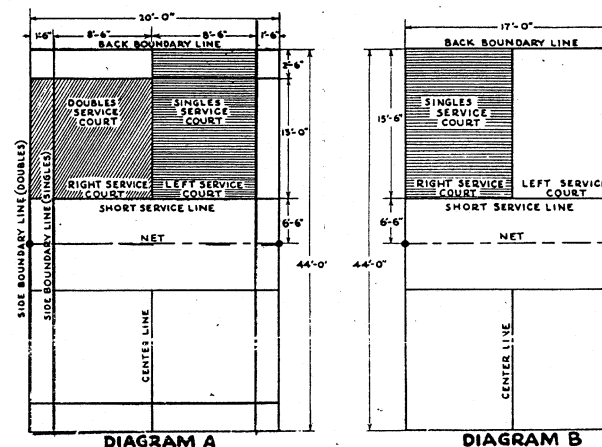 20'-0"
1'-6" 8'-6" 8'-6" 1'-6"
BACK BOUNDARY LINE
2'-6"
DOUBLES
SERVICE
COURT
SINGLES
SERVICE
COURT
13'-0"
RIGHT SERVICE
COURT
LEFT SERVICE
COURT
SHORT SERVICE LINE
6'-6"
NET
SIDE BOUNDARY LINE (DOUBLES)
SIDE BOUNDARY LINE (SINGLES)
44'-0'
CENTER LINE
DIAGRAM A
17'-0
BACK BOUNDARY LINE
SINGLES
SERVICE
COURT
15'-6"
RIGHT SERVICE
COURT
LEFT SERVICE
COURT
SHORT SERVICE LINE
6'-6"
NET
44'-0"
CENTER LINE
DIAGRAM B